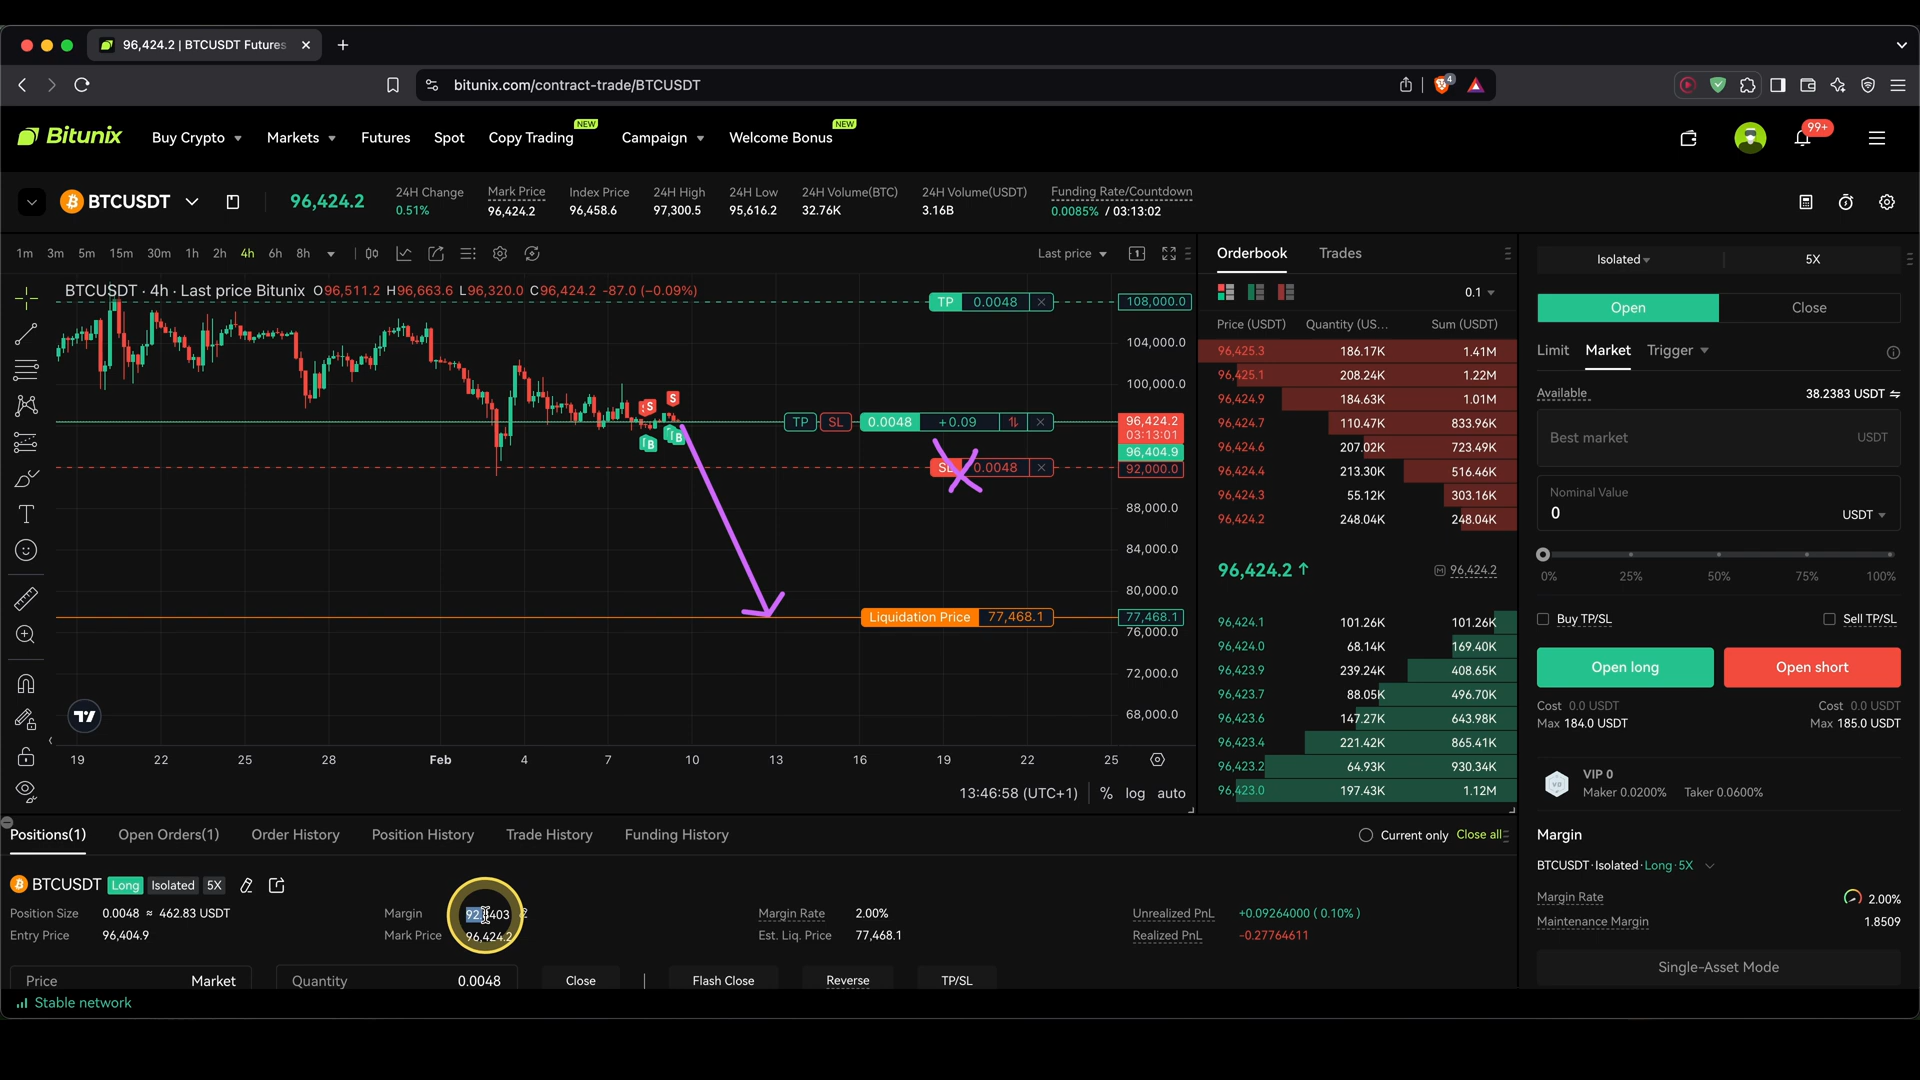 96,424.2 | BTCUSDT Futures
bitunix.com/contract-trade/BTCUSDT
4
Bitunix
Buy Crypto
Markets
Futures
Spot
Copy Trading
NEW
Campaign
Welcome Bonus
NEW
99+
BTCUSDT
96,424.2
24H Change
0.51%
Mark Price
96,424.2
Index Price
96,458.6
24H High
97,300.5
24H Low
95,616.2
24H Volume(BTC)
32.76K
24H Volume(USDT)
3.16B
Funding Rate/Countdown
0.0085% / 03:13:02
1m 3m 5m 15m 30m 1h 2h 4h 6h 8h
Last price
1
BTCUSDT · 4h · Last price Bitunix O96,511.2 H96,663.6 L96,320.0 C96,424.2 -87.0 (−0.09%)
TP 0.0048
108,000.0
104,000.0
100,000.0
S S
B B
TP SL 0.0048 +0.09
96,424.2
03:13:01
96,404.9
SL 0.0048
92,000.0
88,000.0
84,000.0
80,000.0
Liquidation Price 77,468.1
77,468.1
76,000.0
72,000.0
68,000.0
19 22 25 28 Feb 4 7 10 13 16 19 22 25
13:46:58 (UTC+1) % log auto
Orderbook
Trades
0.1
Price (USDT) Quantity (US... Sum (USDT)
96,425.3 186.17K 1.41M
96,425.1 208.24K 1.22M
96,424.9 184.63K 1.01M
96,424.7 110.47K 833.96K
96,424.6 207.02K 723.49K
96,424.4 213.30K 516.46K
96,424.3 55.12K 303.16K
96,424.2 248.04K 248.04K
96,424.2 ↑
M 96,424.2
96,424.1 101.26K 101.26K
96,424.0 68.14K 169.40K
96,423.9 239.24K 408.65K
96,423.7 88.05K 496.70K
96,423.6 147.27K 643.98K
96,423.4 221.42K 865.41K
96,423.2 64.93K 930.34K
96,423.0 197.43K 1.12M
Isolated
5X
Open
Close
Limit
Market
Trigger
Available
38.2383 USDT
Best market
USDT
Nominal Value
0
USDT
0% 25% 50% 75% 100%
Buy TP/SL
Sell TP/SL
Open long
Open short
Cost 0.0 USDT
Max 184.0 USDT
Cost 0.0 USDT
Max 185.0 USDT
VIP 0
Maker 0.0200% Taker 0.0600%
Margin
BTCUSDT·Isolated·Long·5X
Margin Rate
2.00%
Maintenance Margin
1.8509
Single-Asset Mode
Positions(1)
Open Orders(1)
Order History
Position History
Trade History
Funding History
Current only
Close all
BTCUSDT Long Isolated 5X
Position Size 0.0048 ≈ 462.83 USDT
Entry Price 96,404.9
Margin
Mark Price 96,424.2
Margin Rate 2.00%
Est. Liq. Price 77,468.1
Unrealized PnL +0.09264000 ( 0.10% )
Realized PnL -0.27764611
Price Market
Quantity 0.0048
Close
Flash Close
Reverse
TP/SL
Stable network